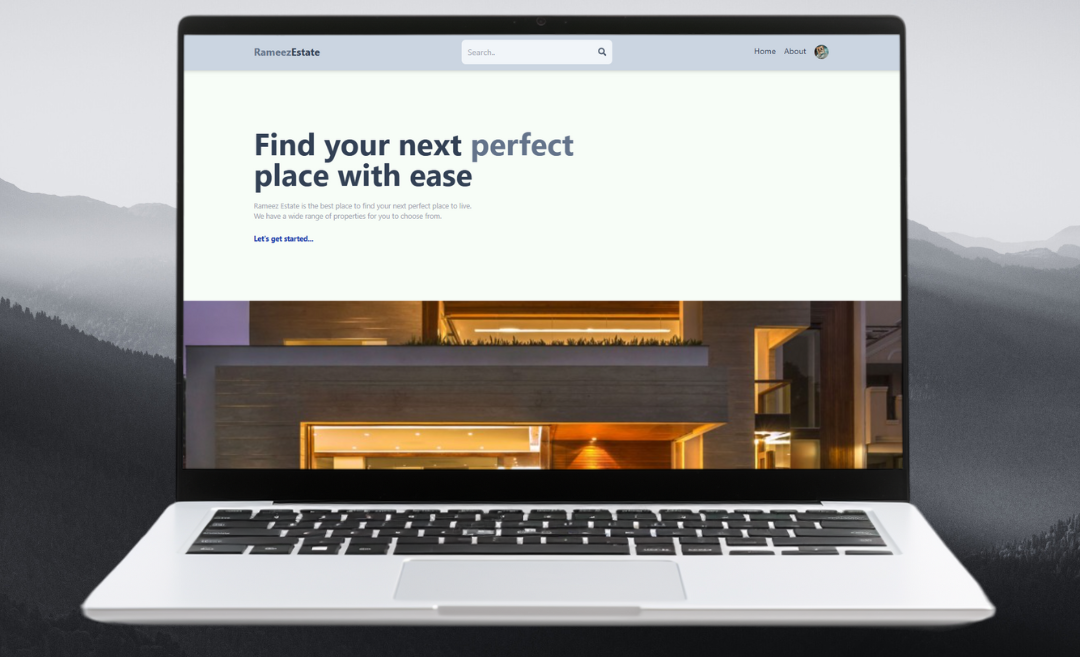 RameezEstate
Search..
Home About
Find your next perfect
place with ease
Rameez Estate is the best place to find your next perfect place to live.
We have a wide range of properties for you to choose from.
Let's get started...